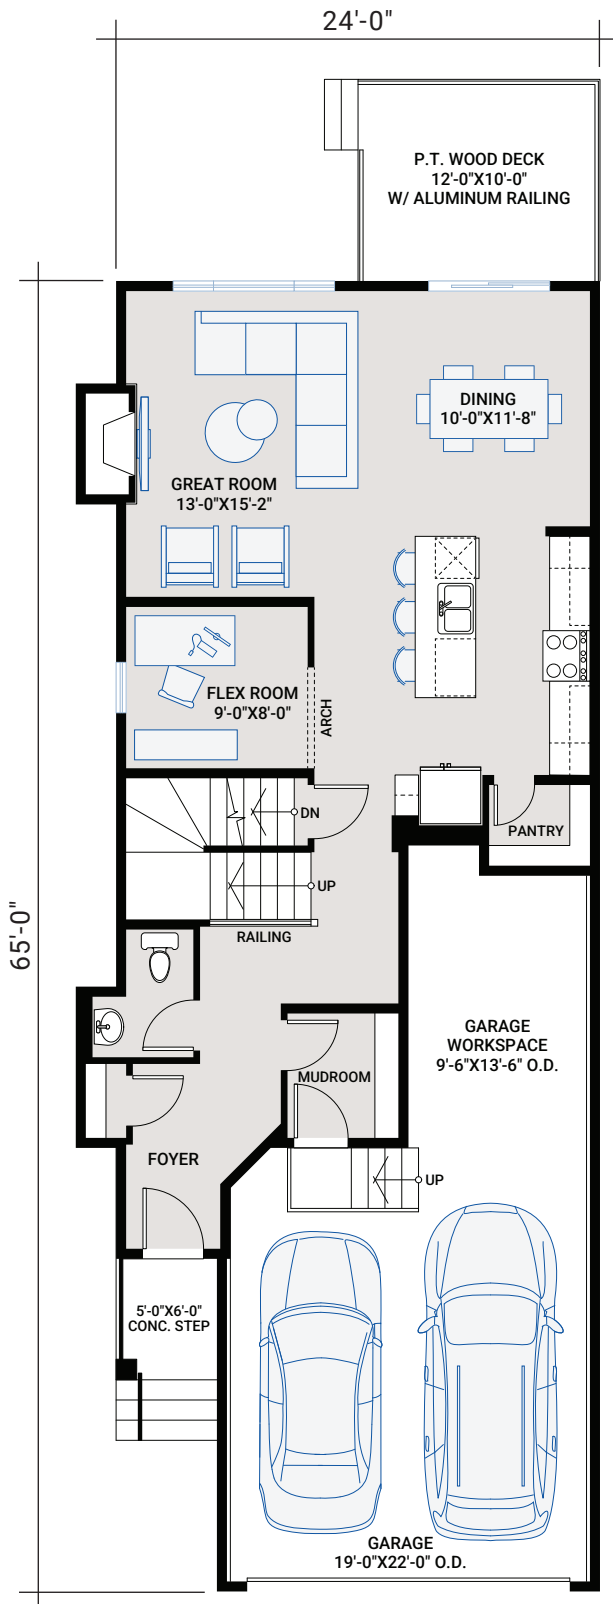 24'-0"
P.T. WOOD DECK
12'-0"X10'-0"
W/ ALUMINUM RAILING
DINING
10'-0"X11'-8"
GREAT ROOM
13'-0"X15'-2"
FLEX ROOM
9'-0"X8'-0"
ARCH
DN
PANTRY
UP
RAILING
65'-0"
GARAGE
WORKSPACE
9'-6"X13'-6" O.D.
MUDROOM
FOYER
UP
5'-0"X6'-0"
CONC. STEP
GARAGE
19'-0"X22'-0" O.D.